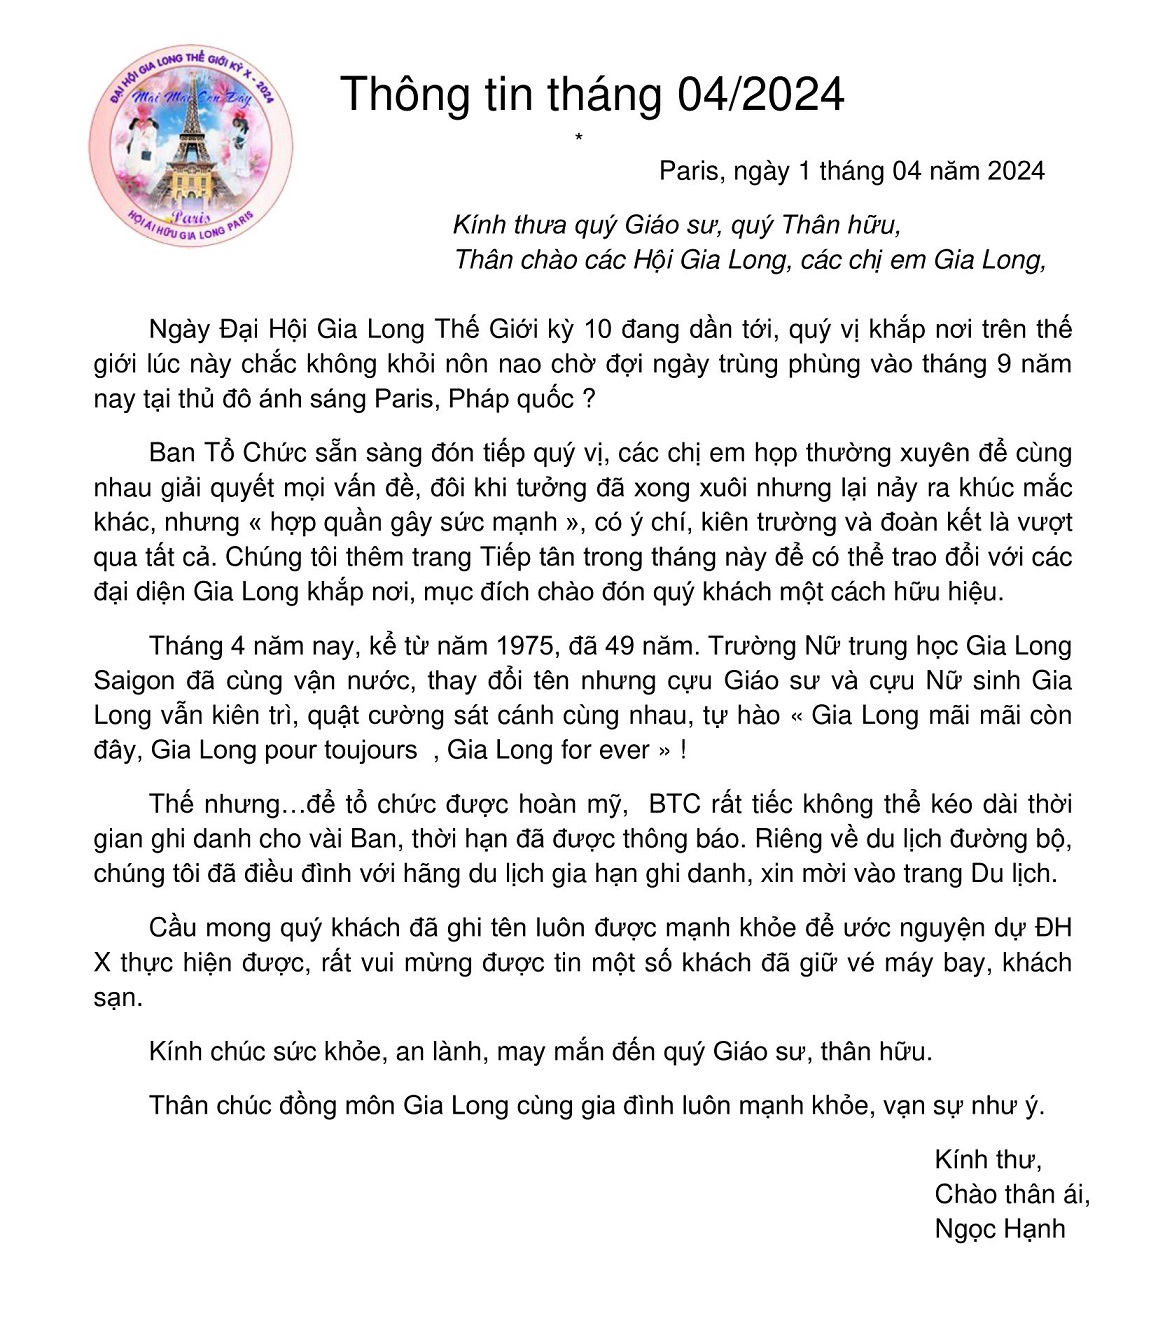 ĐẠI HỘI GIA LONG THẾ GIỚI KỲ X - 2024
Mãi Mãi Còn Đây
Paris
HỘI ÁI HỮU GIA LONG PARIS
Thông tin tháng 04/2024
*
Paris, ngày 1 tháng 04 năm 2024
Kính thưa quý Giáo sư, quý Thân hữu,
Thân chào các Hội Gia Long, các chị em Gia Long,
Ngày Đại Hội Gia Long Thế Giới kỳ 10 đang dần tới, quý vị khắp nơi trên thế
giới lúc này chắc không khỏi nôn nao chờ đợi ngày trùng phùng vào tháng 9 năm
nay tại thủ đô ánh sáng Paris, Pháp quốc ?
Ban Tổ Chức sẵn sàng đón tiếp quý vị, các chị em họp thường xuyên để cùng
nhau giải quyết mọi vấn đề, đôi khi tưởng đã xong xuôi nhưng lại nảy ra khúc mắc
khác, nhưng « hợp quần gây sức mạnh », có ý chí, kiên trường và đoàn kết là vượt
qua tất cả. Chúng tôi thêm trang Tiếp tân trong tháng này để có thể trao đổi với các
đại diện Gia Long khắp nơi, mục đích chào đón quý khách một cách hữu hiệu.
Tháng 4 năm nay, kể từ năm 1975, đã 49 năm. Trường Nữ trung học Gia Long
Saigon đã cùng vận nước, thay đổi tên nhưng cựu Giáo sư và cựu Nữ sinh Gia
Long vẫn kiên trì, quật cường sát cánh cùng nhau, tự hào « Gia Long mãi mãi còn
đây, Gia Long pour toujours  , Gia Long for ever » !
Thế nhưng…để tổ chức được hoàn mỹ,  BTC rất tiếc không thể kéo dài thời
gian ghi danh cho vài Ban, thời hạn đã được thông báo. Riêng về du lịch đường bộ,
chúng tôi đã điều đình với hãng du lịch gia hạn ghi danh, xin mời vào trang Du lịch.
Cầu mong quý khách đã ghi tên luôn được mạnh khỏe để ước nguyện dự ĐH
X thực hiện được, rất vui mừng được tin một số khách đã giữ vé máy bay, khách
sạn.
Kính chúc sức khỏe, an lành, may mắn đến quý Giáo sư, thân hữu.
Thân chúc đồng môn Gia Long cùng gia đình luôn mạnh khỏe, vạn sự như ý.
Kính thư,
Chào thân ái,
Ngọc Hạnh